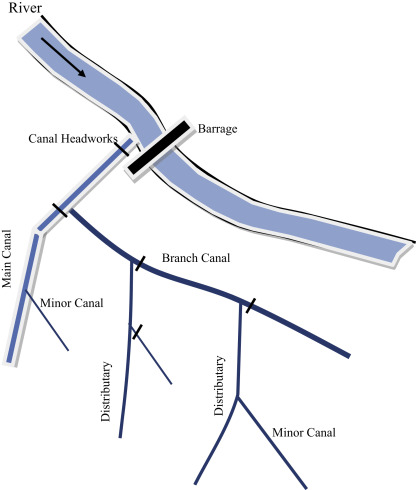 River
Barrage
Canal Headworks
Main Canal
Branch Canal
Minor Canal
Distributary
Distributary
Minor Canal